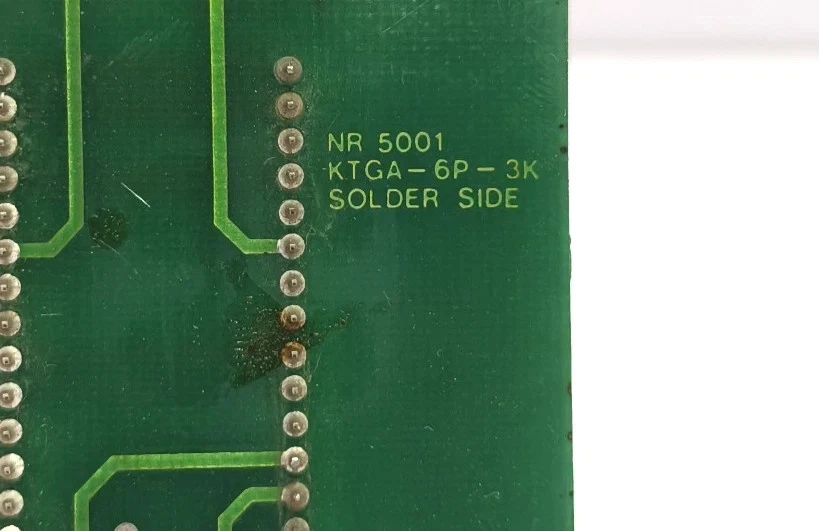 NR 5001
KTGA-6P-3K
SOLDER SIDE